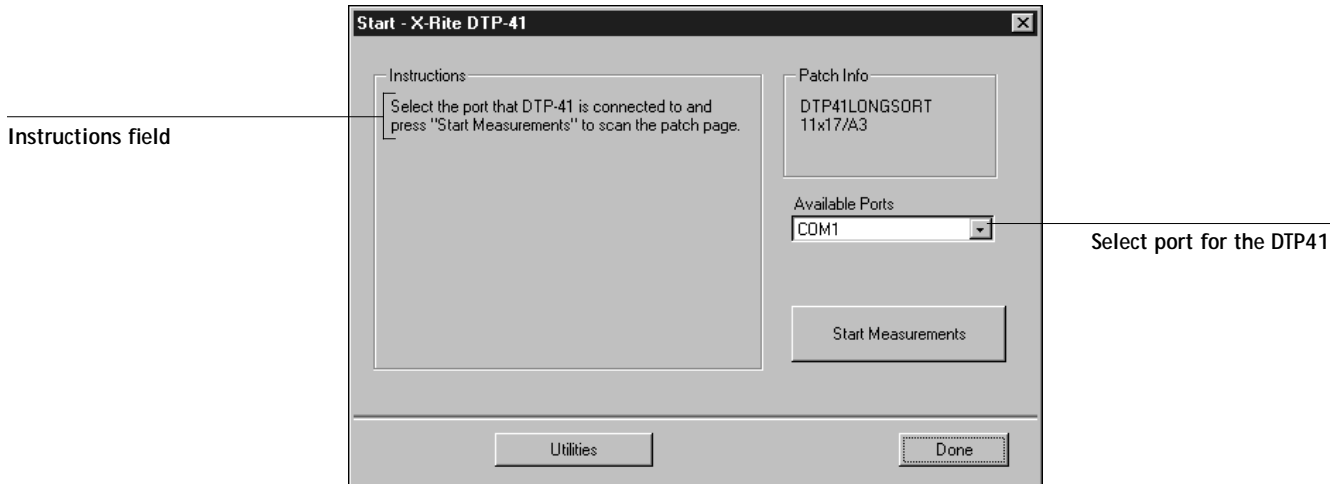 Start - X-Rite DTP-41
Instructions
Select the port that DTP-41 is connected to and
press "Start Measurements" to scan the patch page.
Patch Info
DTP41LONGSORT
11x17/A3
Instructions field
Available Ports
COM1
Select port for the DTP41
Start Measurements
Utilities
Done